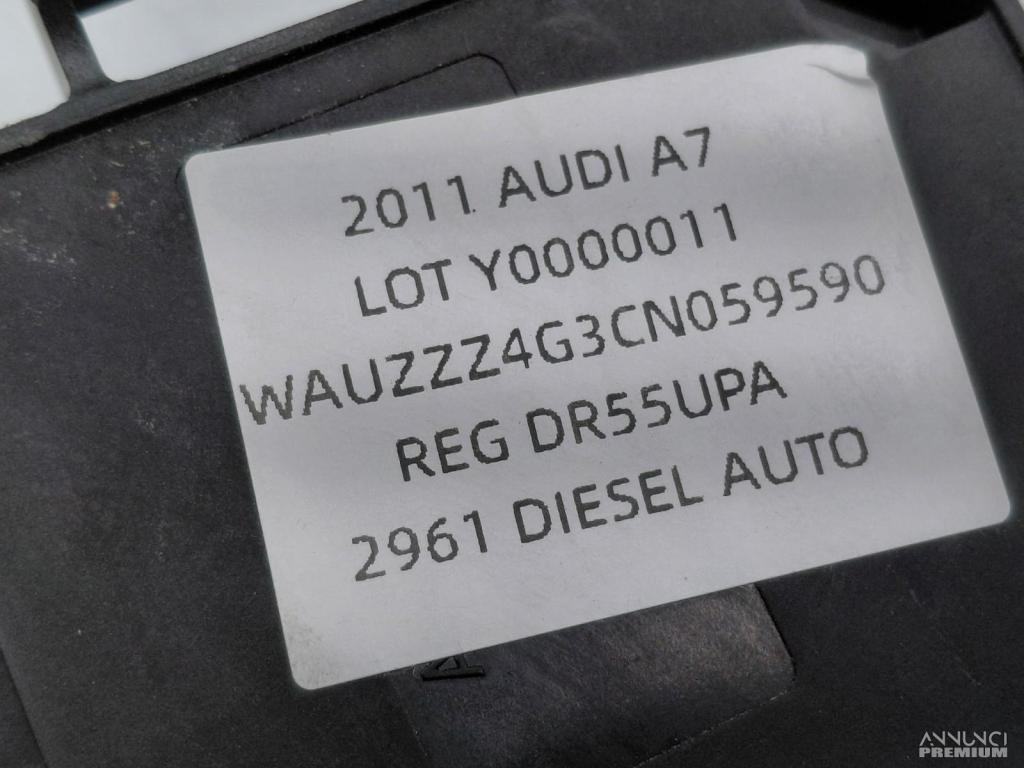 2011 AUDI A7
LOT Y0000011
WAUZZZ4G3CN059590
REG DR55UPA
2961 DIESEL AUTO
ANNUNCI
PREMIUM